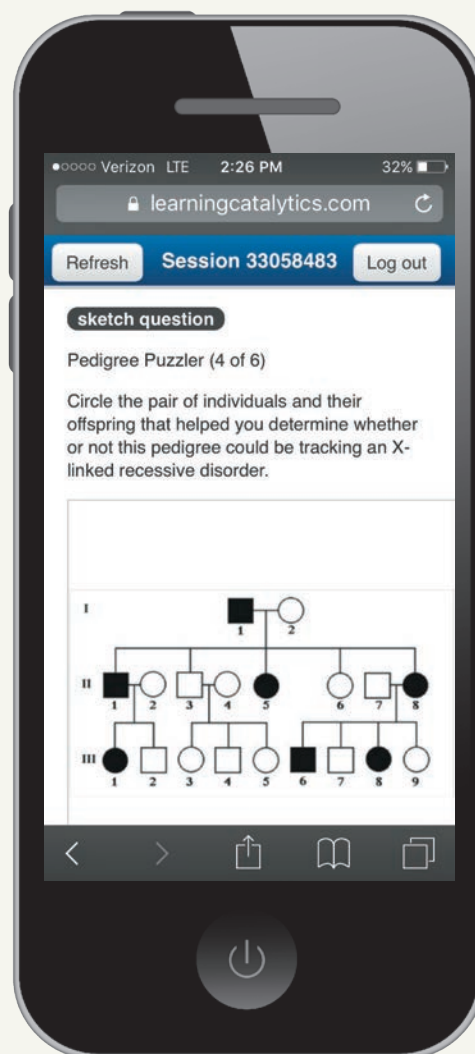 Verizon LTE 2:26 PM 32%
learningcatalytics.com
Refresh Session 33058483 Log out
sketch question
Pedigree Puzzler (4 of 6)
Circle the pair of individuals and their
offspring that helped you determine whether
or not this pedigree could be tracking an X-
linked recessive disorder.
I
1 2
II
1 2 3 4 5 6 7 8
III
1 2 3 4 5 6 7 8 9